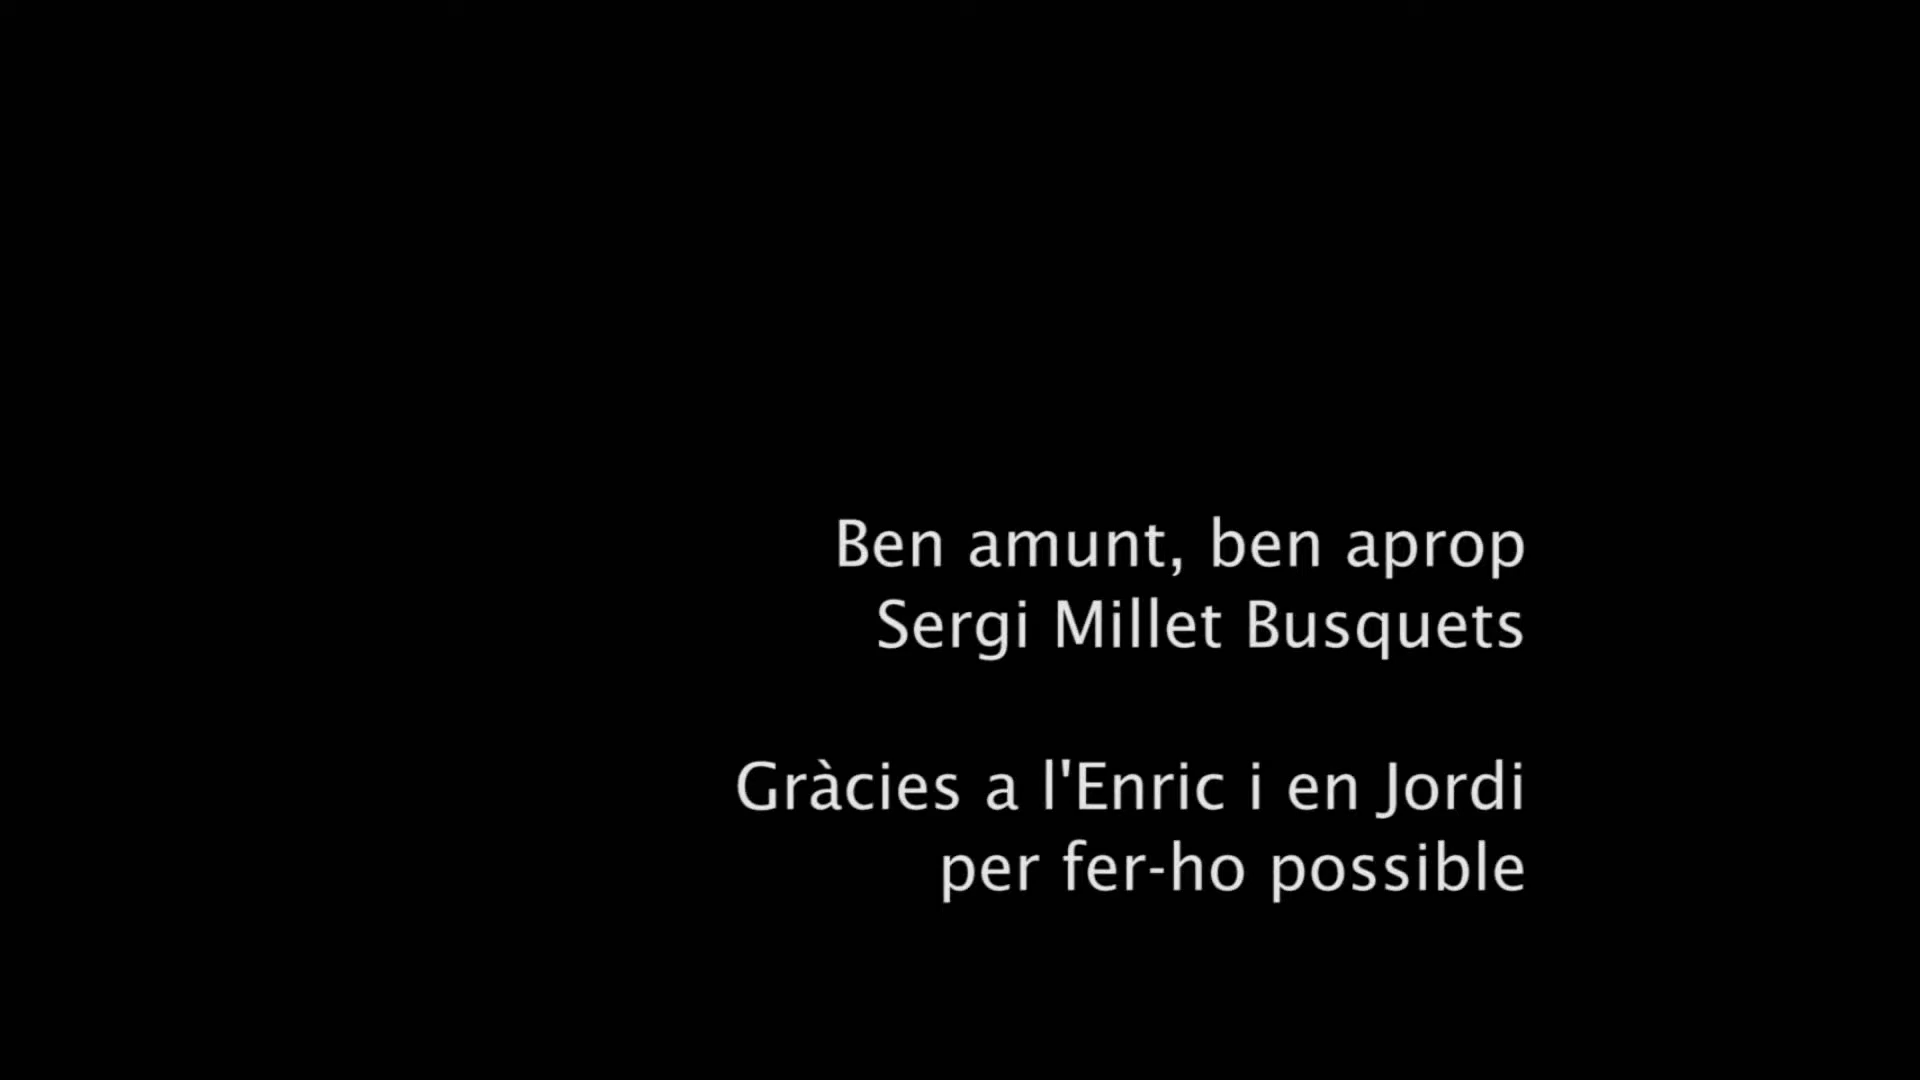 Ben amunt, ben aprop
Sergi Millet Busquets
Gràcies a l'Enric i en Jordi
per fer-ho possible